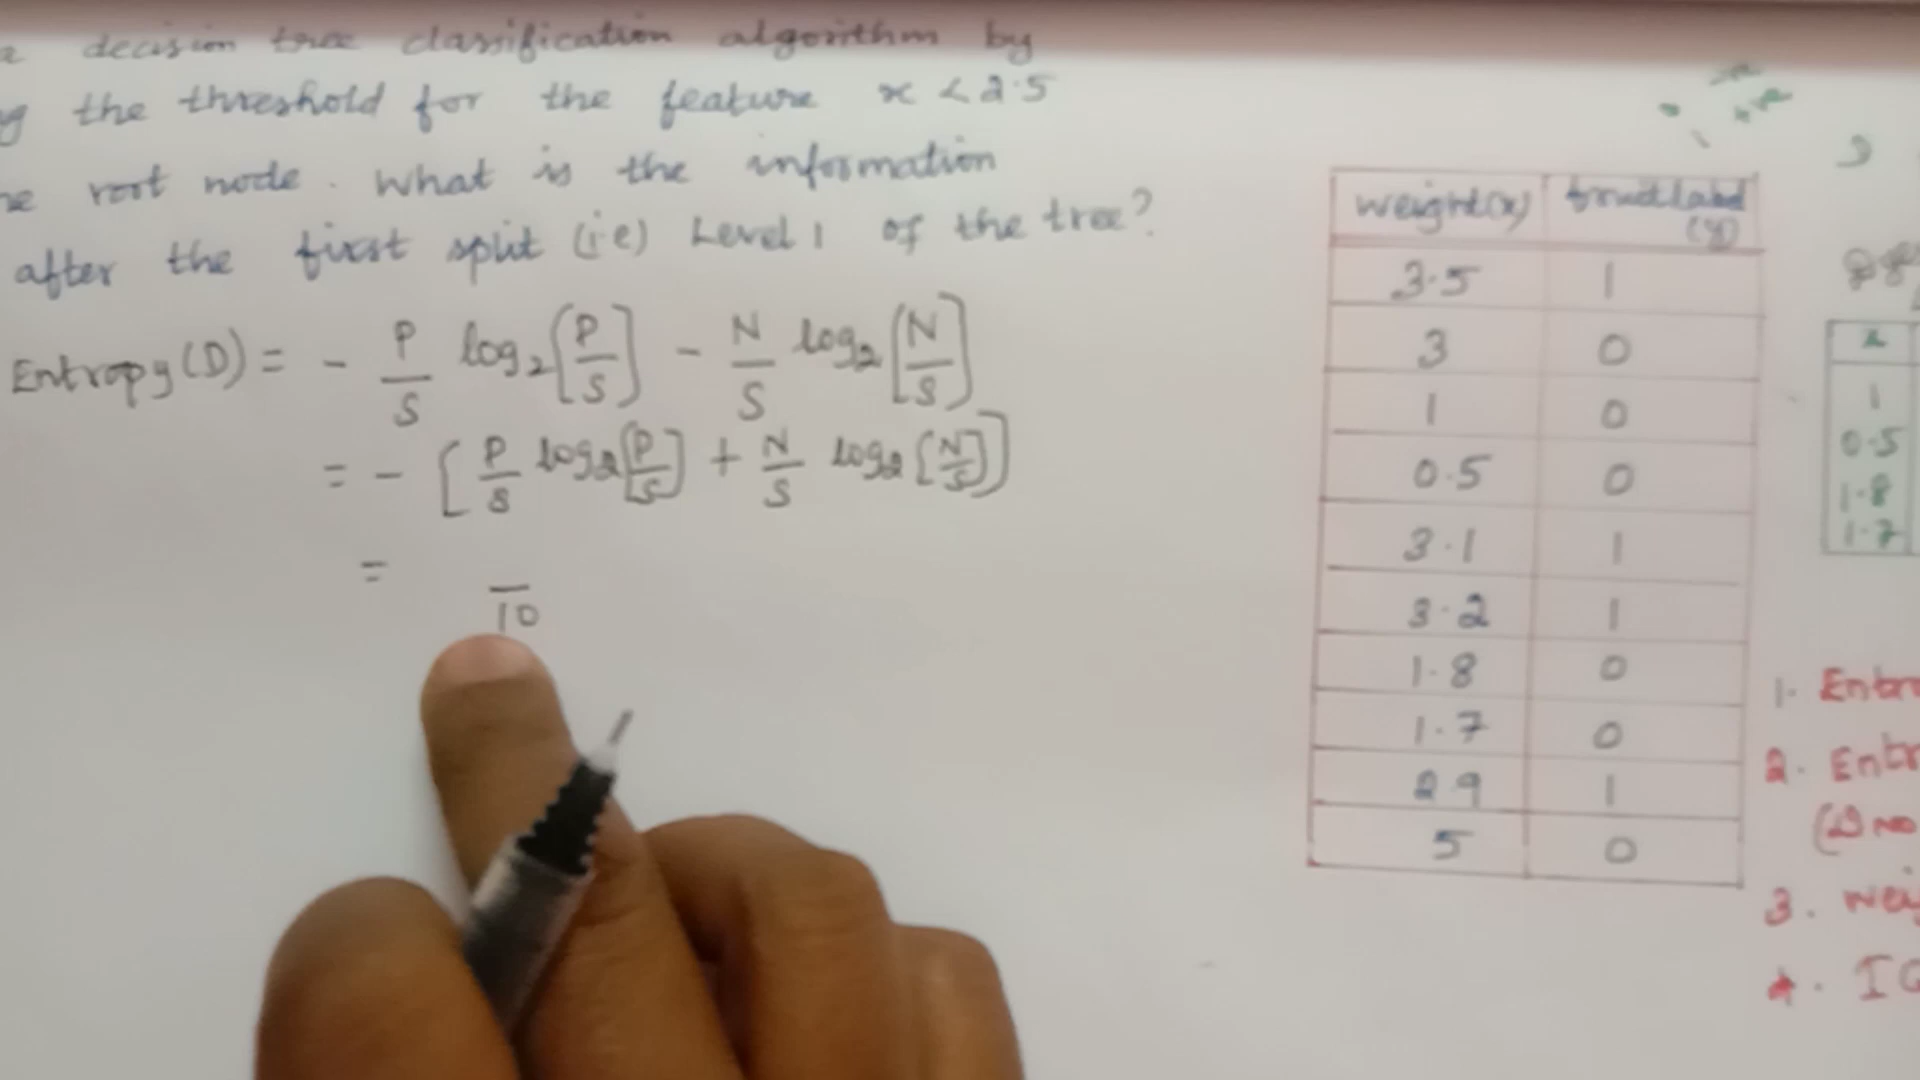 decision tree classification algorithm by
the threshold for the feature x < 2.5
root node. What is the information
after the first split (i.e) Level 1 of the tree?
Entropy(D) = - P/S log₂[P/S] - N/S log₂[N/S]
= - [P/S log₂[P/S] + N/S log₂[N/S]]
=
10
weight(x) label (y)
3.5 1
3 0
1 0
0.5 0
3.1 1
3.2 1
1.8 0
1.7 0
2.9 1
5 0
1
0.5
1.8
1.7
1. Entro
2. Entr
(D No
3. Wei
4. IG